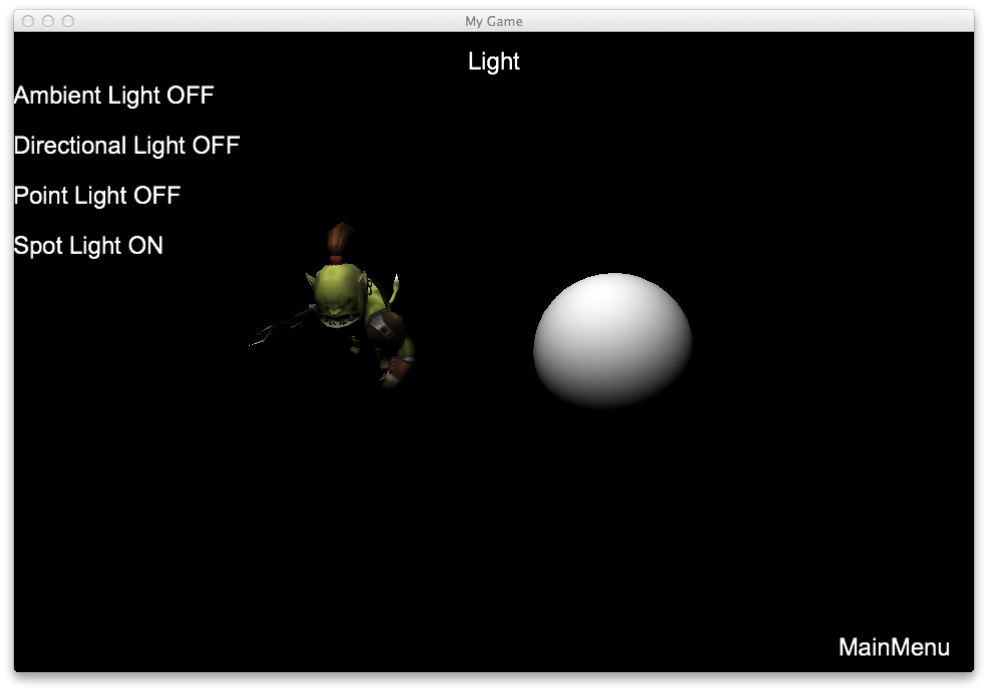 My Game
Light
Ambient Light OFF
Directional Light OFF
Point Light OFF
Spot Light ON
MainMenu